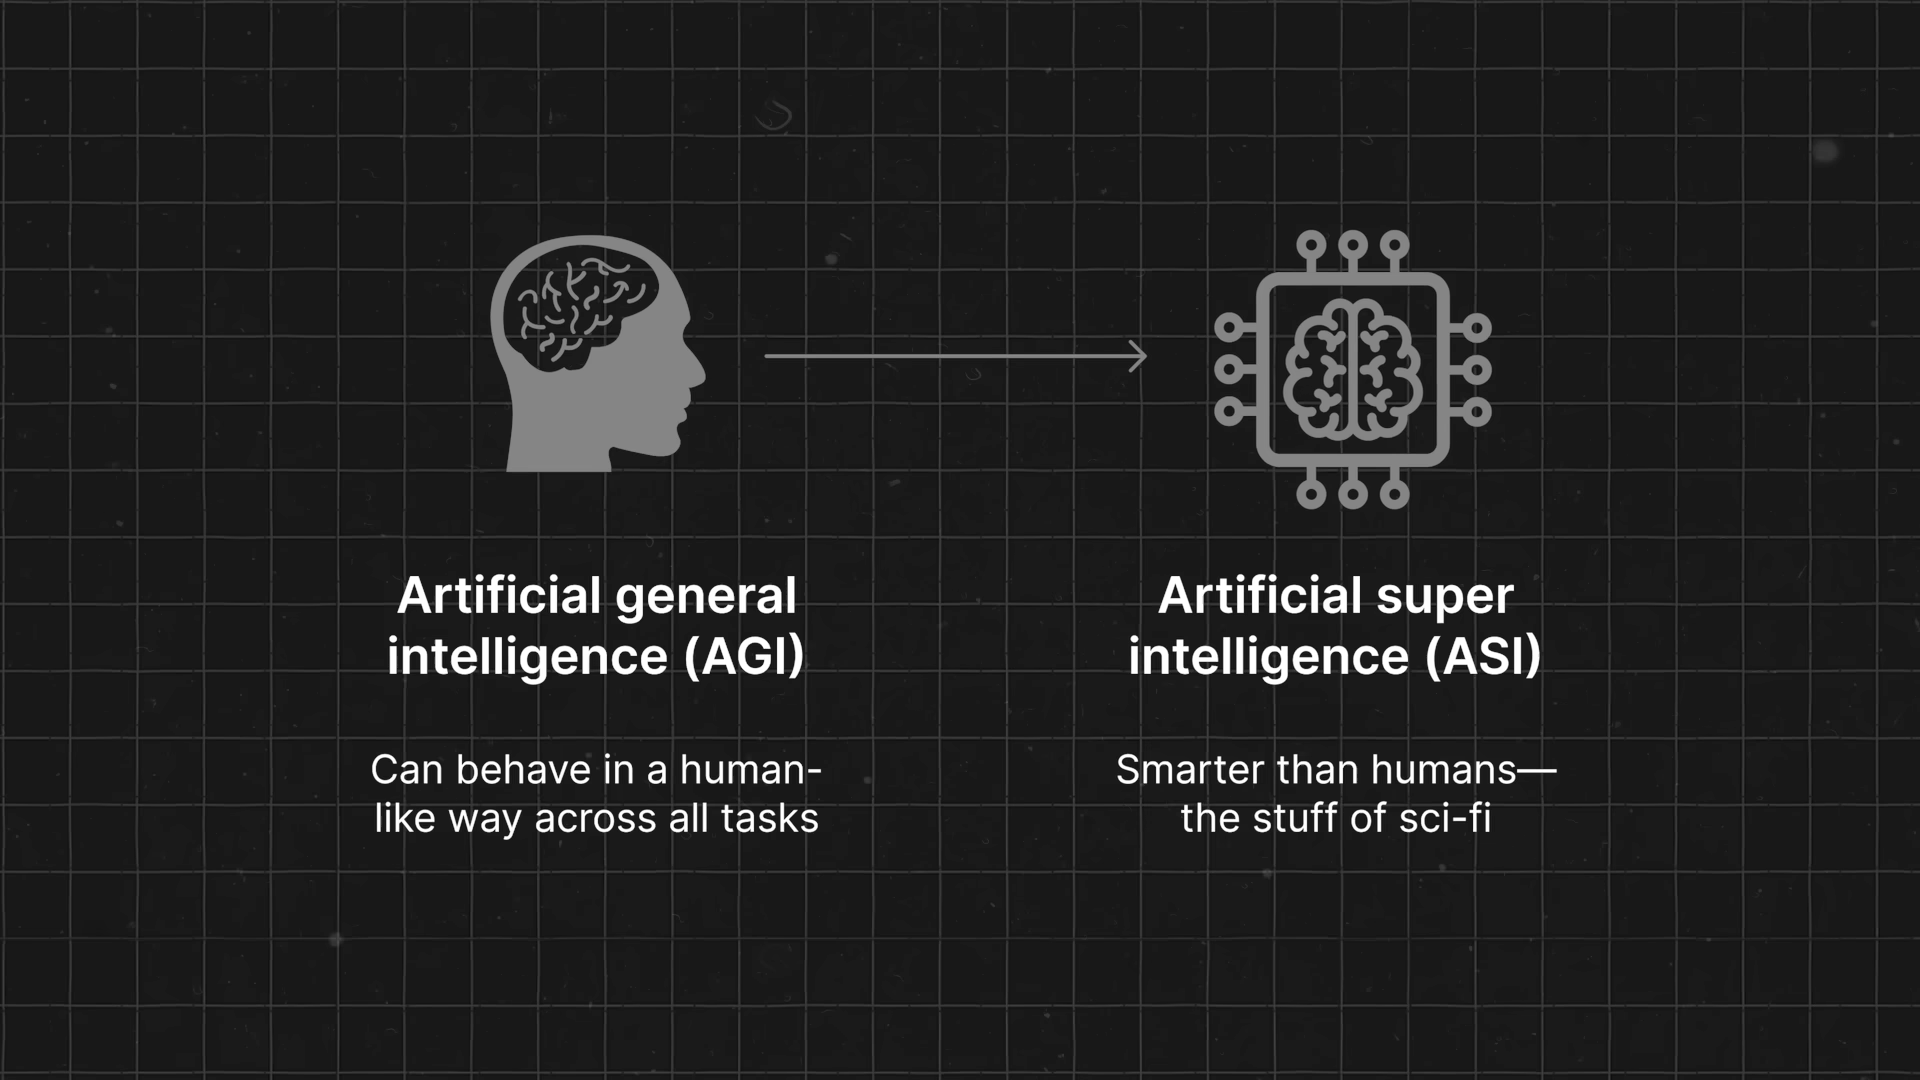 Artificial general
intelligence (AGI)
Can behave in a human-
like way across all tasks
Artificial super
intelligence (ASI)
Smarter than humans—
the stuff of sci-fi